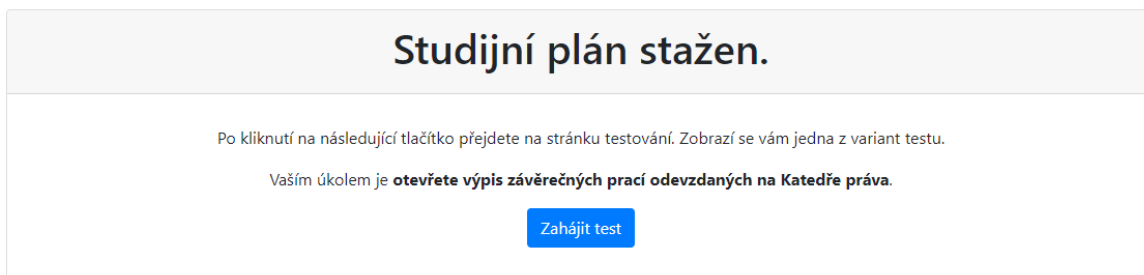 Studijní plán stažen.
Po kliknutí na následující tlačítko přejdete na stránku testování. Zobrazí se vám jedna z variant testu.
Vaším úkolem je otevřete výpis závěrečných prací odevzdaných na Katedře práva.
Zahájit test